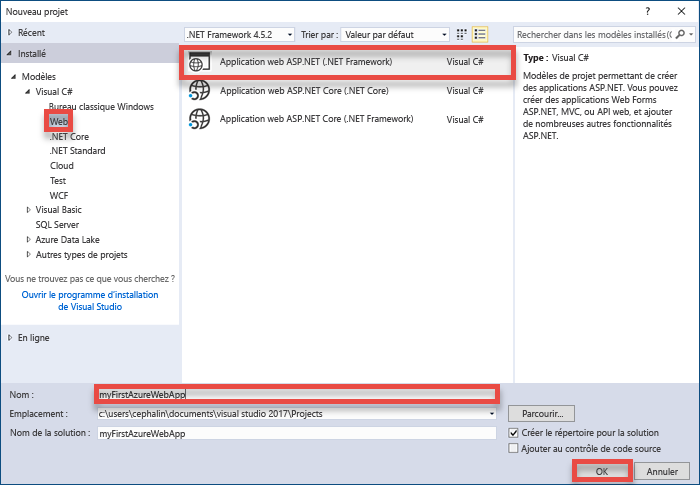 Nouveau projet
? ×
Récent
.NET Framework 4.5.2 Trier par : Valeur par défaut
Rechercher dans les modèles installés(C
Installé
Modèles
Visual C#
Bureau classique Windows
Web
.NET Core
.NET Standard
Cloud
Test
WCF
Visual Basic
SQL Server
Azure Data Lake
Autres types de projets
Vous ne trouvez pas ce que vous cherchez ?
Ouvrir le programme d'installation
de Visual Studio
En ligne
Application web ASP.NET (.NET Framework) Visual C#
Application web ASP.NET Core (.NET Core) Visual C#
Application web ASP.NET Core (.NET Framework) Visual C#
Type : Visual C#
Modèles de projet permettant de créer
des applications ASP.NET. Vous pouvez
créer des applications Web Forms
ASP.NET, MVC, ou API web, et ajouter
de nombreuses autres fonctionnalités
ASP.NET.
Nom : myFirstAzureWebApp
Emplacement : c:\users\cephalin\documents\visual studio 2017\Projects
Parcourir...
Nom de la solution : myFirstAzureWebApp
Créer le répertoire pour la solution
Ajouter au contrôle de code source
OK Annuler